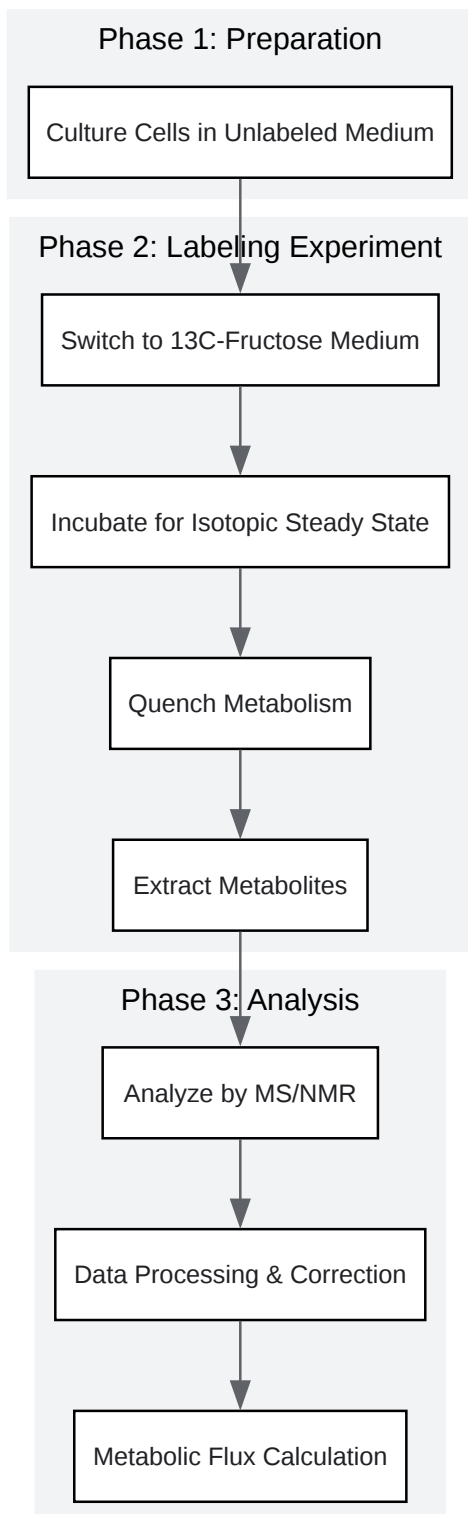 Phase 1: Preparation
Culture Cells in Unlabeled Medium
Phase 2: Labeling Experiment
Switch to 13C-Fructose Medium
Incubate for Isotopic Steady State
Quench Metabolism
Extract Metabolites
Phase 3: Analysis
Analyze by MS/NMR
Data Processing & Correction
Metabolic Flux Calculation